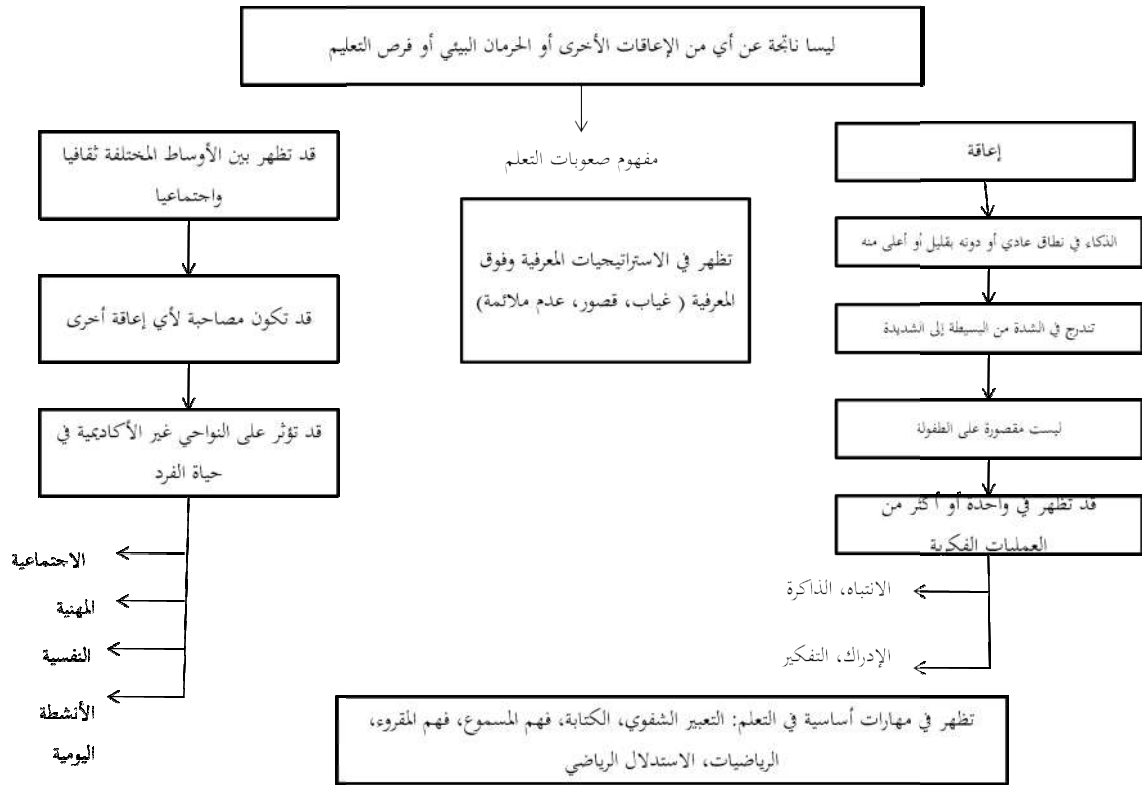 ليسا ناتجة عن أي من الإعاقات الأخرى أو الحرمان البيئي أو فرص التعليم
مفهوم صعوبات التعلم
إعاقة
الذكاء في نطاق عادي أو دونه بقليل أو أعلى منه
تندرج في الشدة من البسيطة إلى الشديدة
ليست مقصورة على الطفولة
قد تظهر في واحدة أو أكثر من
العمليات الفكرية
الانتباه، الذاكرة
الإدراك، التفكير
تظهر في الاستراتيجيات المعرفية وفوق
المعرفية ( غياب، قصور، عدم ملائمة)
قد تظهر بين الأوساط المختلفة ثقافيا
واجتماعيا
قد تكون مصاحبة لأي إعاقة أخرى
قد تؤثر على النواحي غير الأكاديمية في
حياة الفرد
الاجتماعية
المهنية
النفسية
الأنشطة
اليومية
تظهر في مهارات أساسية في التعلم: التعبير الشفوي، الكتابة، فهم المسموع، فهم المقروء،
الرياضيات، الاستدلال الرياضي